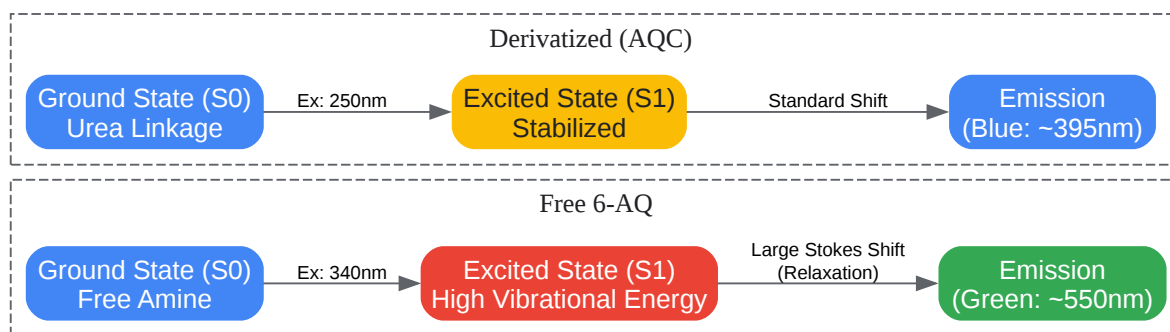 Derivatized (AQC)
Ground State (S0)
Urea Linkage
Ex: 250nm
Excited State (S1)
Stabilized
Standard Shift
Emission
(Blue: ~395nm)
Free 6-AQ
Ground State (S0)
Free Amine
Ex: 340nm
Excited State (S1)
High Vibrational Energy
Large Stokes Shift
(Relaxation)
Emission
(Green: ~550nm)